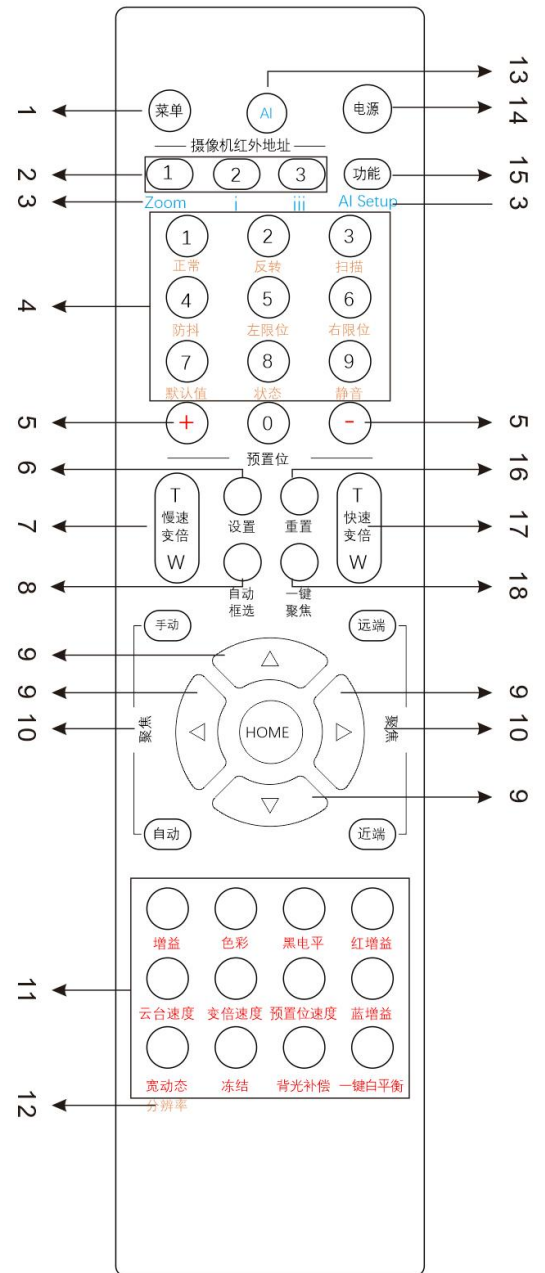 13
14
1
菜单
AI
电源
摄像机红外地址
2
1
2
3
功能
15
3
Zoom
i
iii
AI Setup
3
1
2
3
正常
反转
扫描
4
4
5
6
防抖
左限位
右限位
7
8
9
默认值
状态
静音
5
+
0
-
5
预置位
6
16
7
T
慢速
变倍
W
设置
重置
T
快速
变倍
W
17
8
自动
框选
一键
聚焦
18
手动
远端
9
9
9
10
聚焦
HOME
聚焦
10
9
自动
近端
增益
色彩
黑电平
红增益
11
云台速度
变倍速度
预置位速度
蓝增益
宽动态
冻结
背光补偿
一键白平衡
12
分辨率